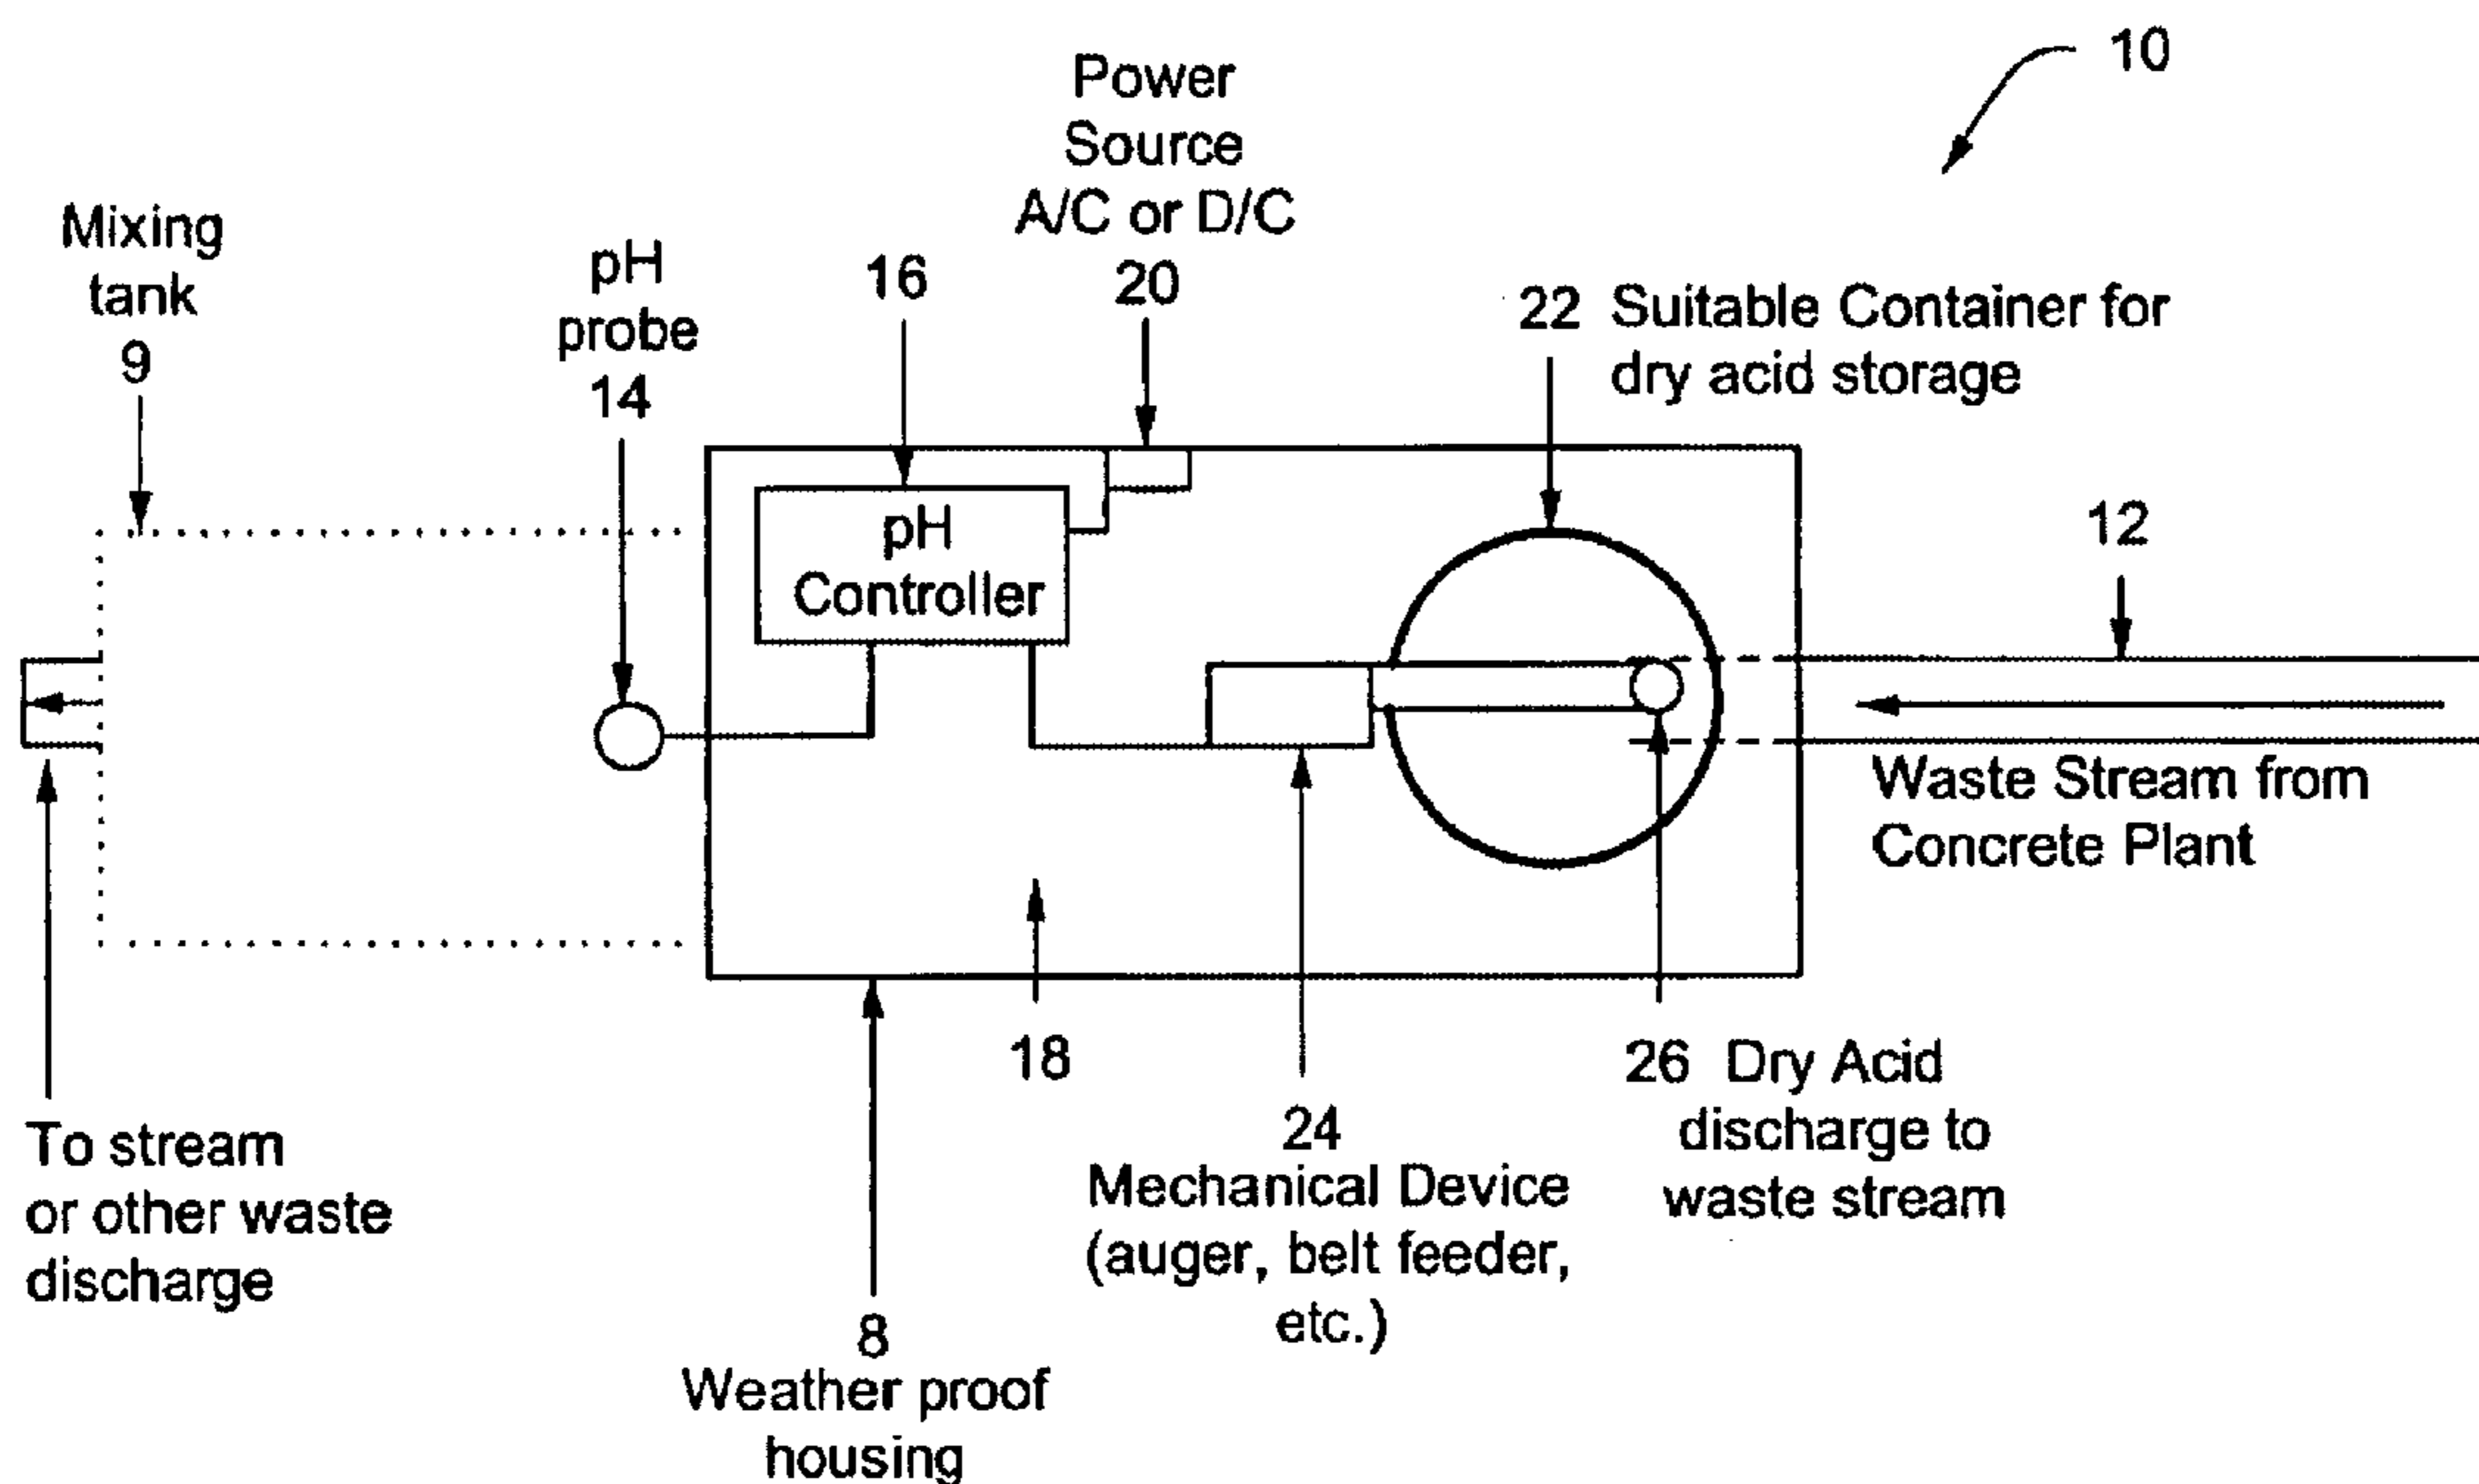 10
Power
Source
A/C or D/C
20
Mixing
tank
9
pH
probe
14
16
22 Suitable Container for
dry acid storage
12
pH
Controller
Waste Stream from
Concrete Plant
18
26 Dry Acid
discharge to
waste stream
24
Mechanical Device
(auger, belt feeder,
etc.)
To stream
or other waste
discharge
8
Weather proof
housing